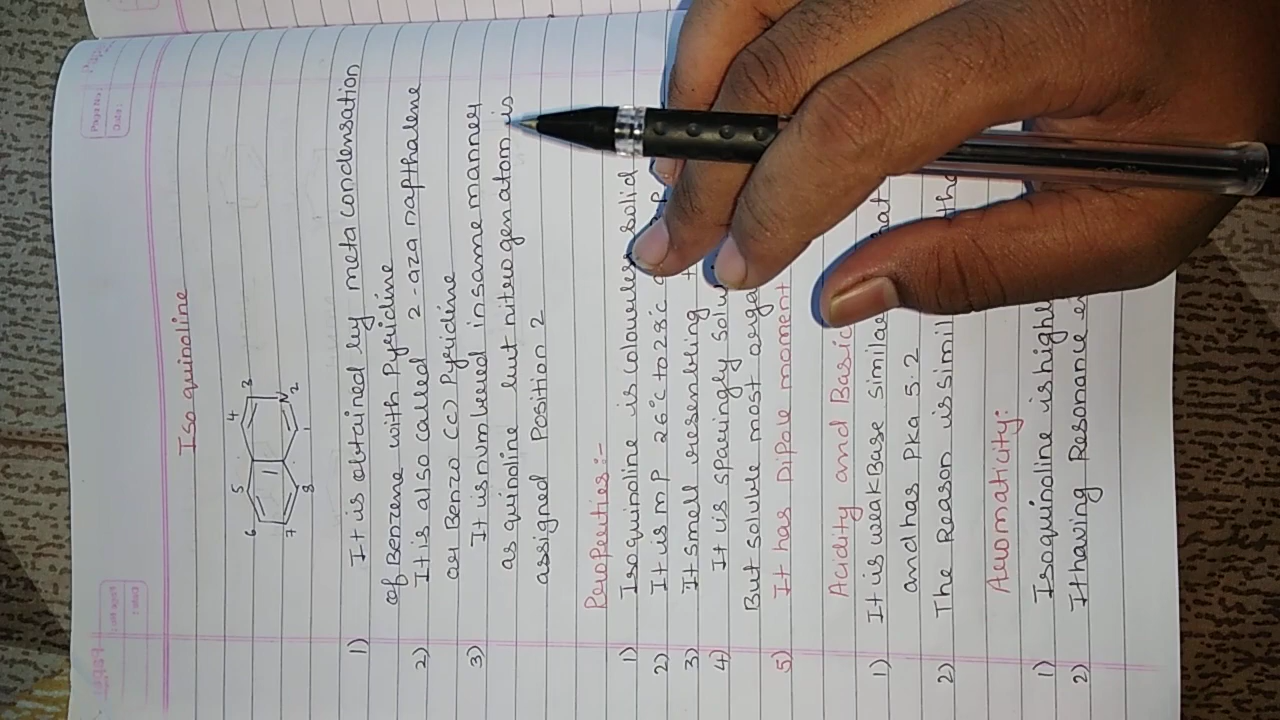 Page No:
Date:
Iso quinoline
5
4
6
3
7
N 2
8
1
1) It is obtained by meta condensation
of Benzene with Pyridine
2) It is also called 2-aza napthalene
or Benzo (c) Pyridine
3) It is numbered in same manner
as quinoline but nitrogen atom is
assigned Position 2
Properties:-
1) Isoquinoline is colourless solid
2) It is m P 26°c to 28°c
3) It smell resembling
4) It is sparingly solu
But soluble most orga
5) It has Dipole moment
Acidity and Basic
1) It is weak Base similar
and has Pka 5.2
2) The Reason is simil
Aromaticity:
1) Isoquinoline is highl
2) It having Resonance e